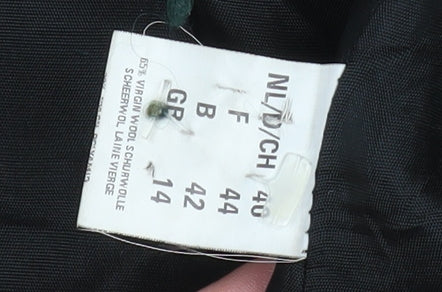 NL/D/CH 40
F 44
B 42
GB 14
65% VIRGIN WOOL SCHURWOLLE
SCHEERWOL LAINE VIERGE